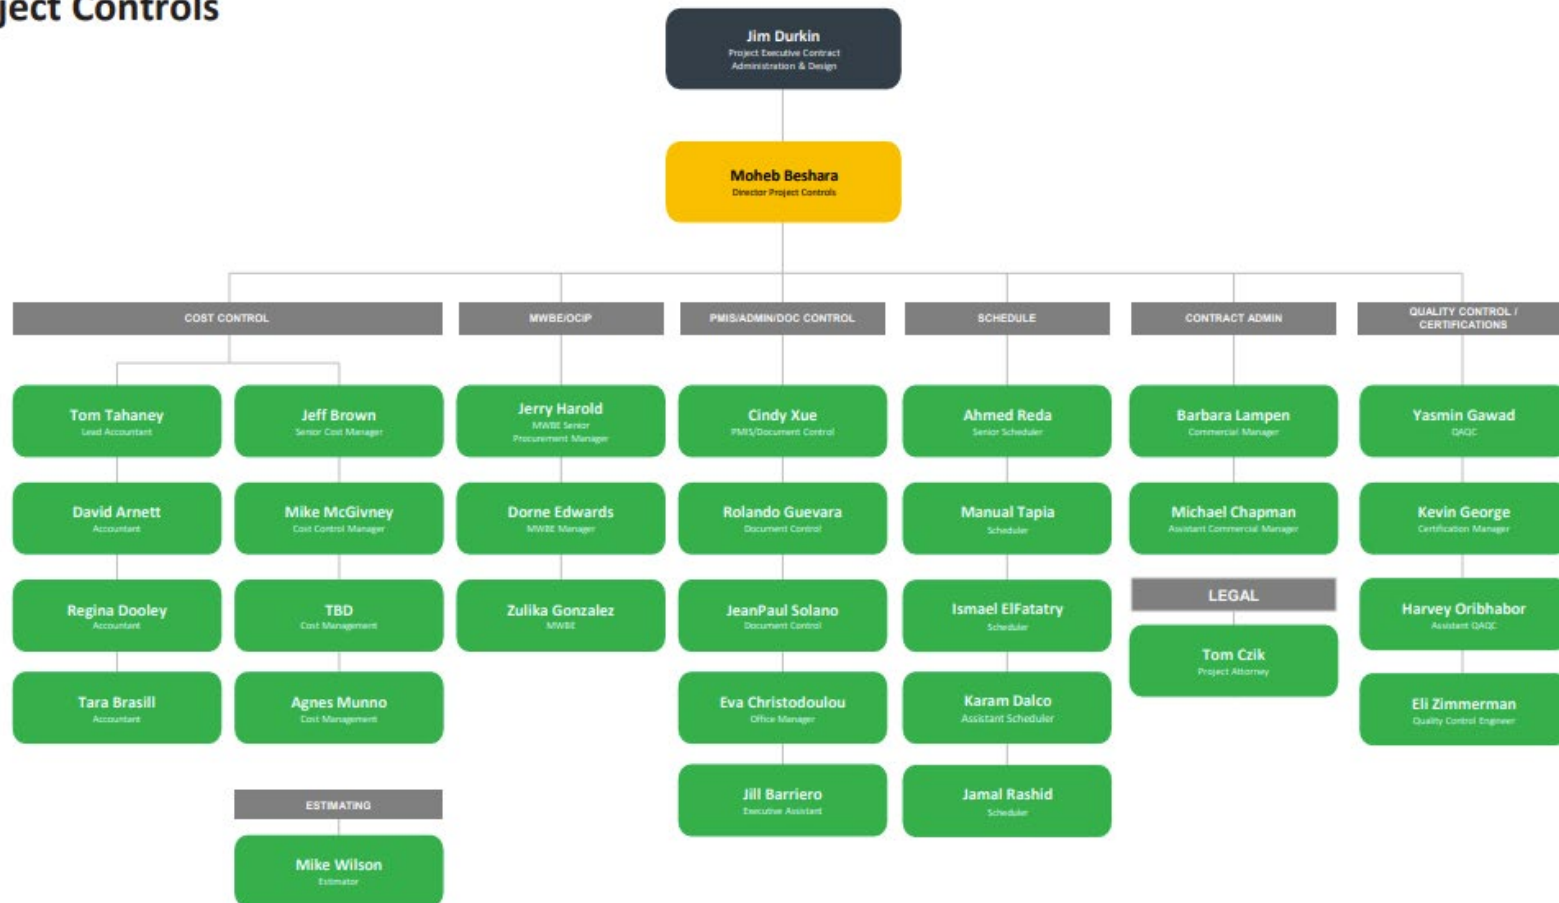 ject Controls
Jim Durkin
Project Executive Contract
Administration & Design
Moheb Beshara
Director Project Controls
COST CONTROL
MWBE/OCIP
PMIS/ADMIN/DOC CONTROL
SCHEDULE
CONTRACT ADMIN
QUALITY CONTROL /
CERTIFICATIONS
Tom Tahaney
Lead Accountant
David Arnett
Accountant
Regina Dooley
Accountant
Tara Brasill
Accountant
Jeff Brown
Senior Cost Manager
Mike McGivney
Cost Control Manager
TBD
Cost Management
Agnes Munno
Cost Management
ESTIMATING
Mike Wilson
Estimator
Jerry Harold
MWBE Senior
Procurement Manager
Dorne Edwards
MWBE Manager
Zulika Gonzalez
MWBE
Cindy Xue
PMIS/Document Control
Rolando Guevara
Document Control
JeanPaul Solano
Document Control
Eva Christodoulou
Office Manager
Jill Barriero
Executive Assistant
Ahmed Reda
Senior Scheduler
Manual Tapia
Scheduler
Ismael ElFatatry
Scheduler
Karam Dalco
Assistant Scheduler
Jamal Rashid
Scheduler
Barbara Lampen
Commercial Manager
Michael Chapman
Assistant Commercial Manager
LEGAL
Tom Czik
Project Attorney
Yasmin Gawad
QAQC
Kevin George
Certification Manager
Harvey Oribhabor
Assistant QAQC
Eli Zimmerman
Quality Control Engineer